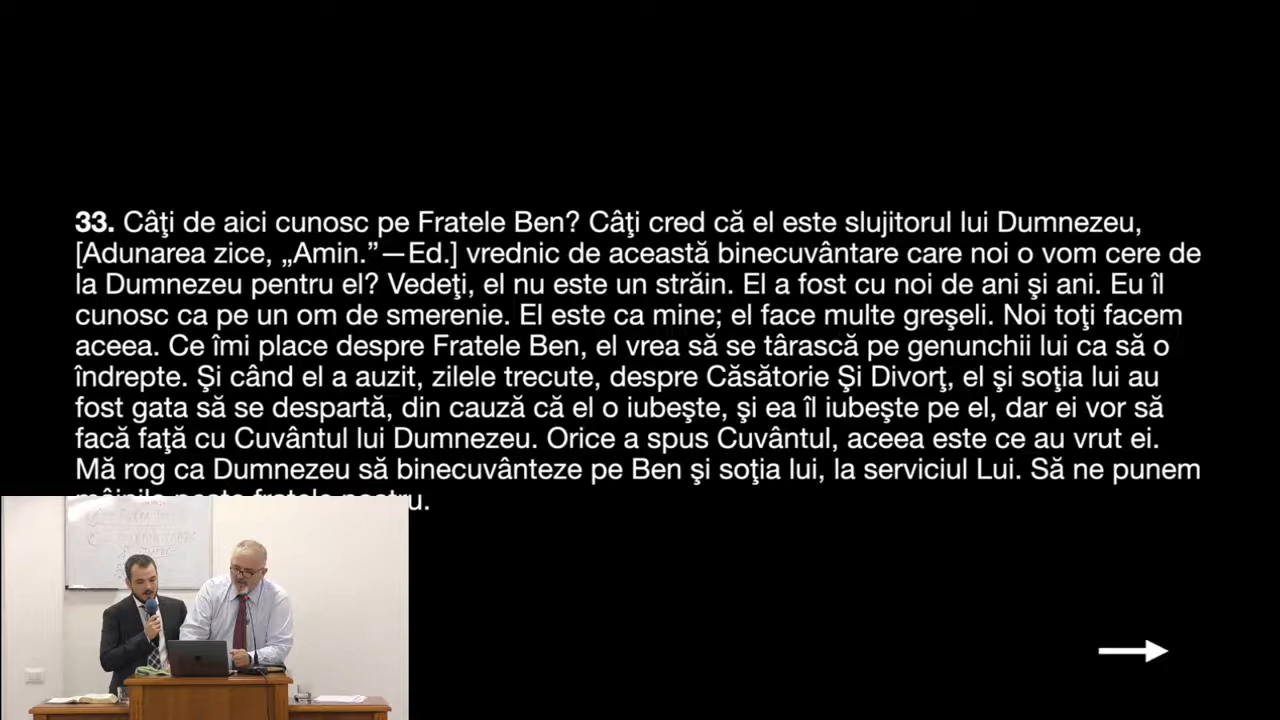 33. Câţi de aici cunosc pe Fratele Ben? Câţi cred că el este slujitorul lui Dumnezeu,
[Adunarea zice, „Amin.”—Ed.] vrednic de această binecuvântare care noi o vom cere de
la Dumnezeu pentru el? Vedeţi, el nu este un străin. El a fost cu noi de ani şi ani. Eu îl
cunosc ca pe un om de smerenie. El este ca mine; el face multe greşeli. Noi toţi facem
aceea. Ce îmi place despre Fratele Ben, el vrea să se târască pe genunchii lui ca să o
îndrepte. Şi când el a auzit, zilele trecute, despre Căsătorie Şi Divorţ, el şi soţia lui au
fost gata să se despartă, din cauză că el o iubeşte, şi ea îl iubeşte pe el, dar ei vor să
facă faţă cu Cuvântul lui Dumnezeu. Orice a spus Cuvântul, aceea este ce au vrut ei.
Mă rog ca Dumnezeu să binecuvânteze pe Ben şi soţia lui, la serviciul Lui. Să ne punem
mâinile peste fratele nostru.